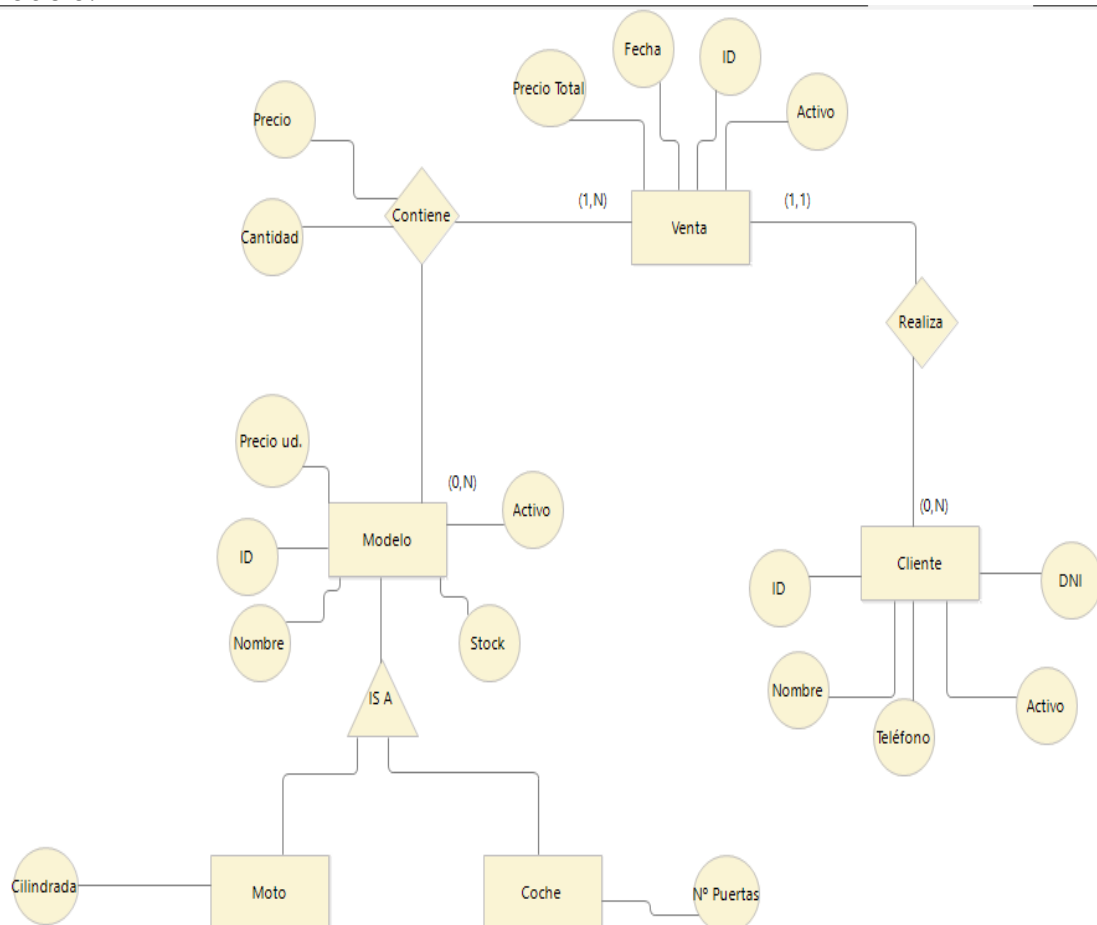 Fecha
ID
Precio Total
Activo
Precio
(1,N)
(1,1)
Contiene
Venta
Cantidad
Realiza
Precio ud.
(0,N)
Activo
(0,N)
Modelo
Cliente
ID
ID
DNI
Nombre
Stock
Nombre
IS A
Activo
Teléfono
Cilindrada
Moto
Coche
Nº Puertas